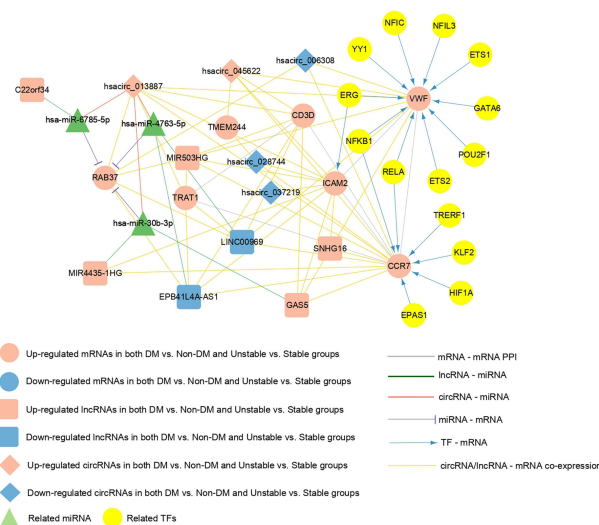 NFIC
NFIL3
YY1
ETS1
hsacirc_006308
hsacirc_045622
hsacirc_013887
C22orf34
ERG
VWF
GATA6
hsa-miR-6785-5p
hsa-miR-4763-5p
CD3D
TMEM244
NFKB1
POU2F1
MIR503HG
hsacirc_028744
RELA
ETS2
RAB37
ICAM2
TRAT1
hsacirc_037219
TRERF1
hsa-miR-30b-3p
LINC00969
SNHG16
KLF2
CCR7
MIR4435-1HG
HIF1A
EPB41L4A-AS1
GAS5
EPAS1
Up-regulated mRNAs in both DM vs. Non-DM and Unstable vs. Stable groups
Down-regulated mRNAs in both DM vs. Non-DM and Unstable vs. Stable groups
Up-regulated lncRNAs in both DM vs. Non-DM and Unstable vs. Stable groups
Down-regulated lncRNAs in both DM vs. Non-DM and Unstable vs. Stable groups
Up-regulated circRNAs in both DM vs. Non-DM and Unstable vs. Stable groups
Down-regulated circRNAs in both DM vs. Non-DM and Unstable vs. Stable groups
Related miRNA
Related TFs
mRNA - mRNA PPI
lncRNA - miRNA
circRNA - miRNA
miRNA - mRNA
TF - mRNA
circRNA/lncRNA - mRNA co-expression